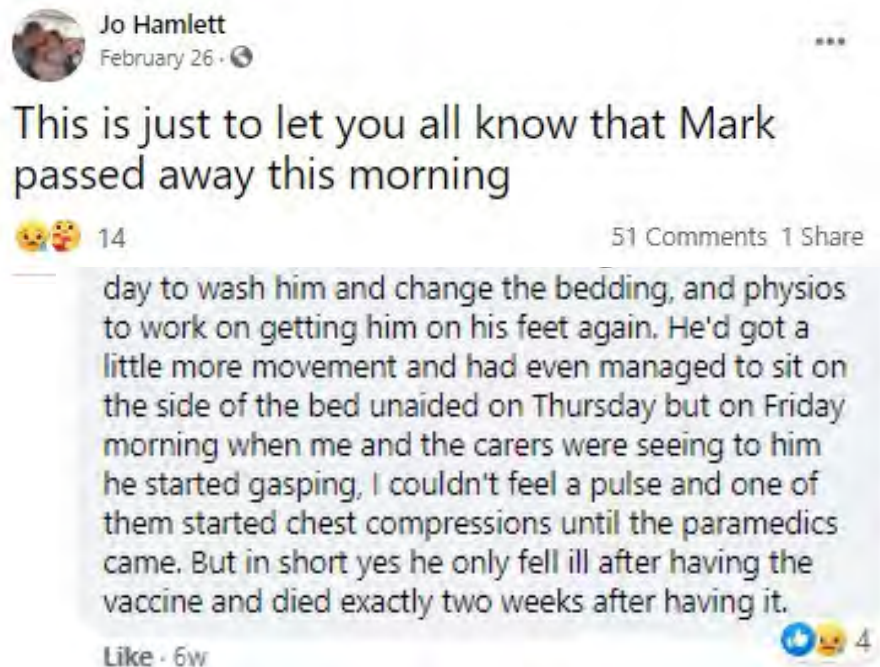 Jo Hamlett
February 26 ·
This is just to let you all know that Mark
passed away this morning
14
51 Comments 1 Share
day to wash him and change the bedding, and physios
to work on getting him on his feet again. He'd got a
little more movement and had even managed to sit on
the side of the bed unaided on Thursday but on Friday
morning when me and the carers were seeing to him
he started gasping, I couldn't feel a pulse and one of
them started chest compressions until the paramedics
came. But in short yes he only fell ill after having the
vaccine and died exactly two weeks after having it.
4
Like · 6w